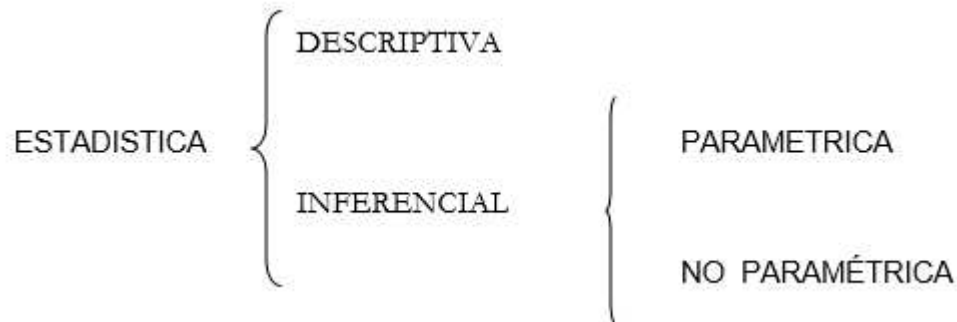 DESCRIPTIVA
ESTADISTICA
PARAMETRICA
INFERENCIAL
NO PARAMÉTRICA